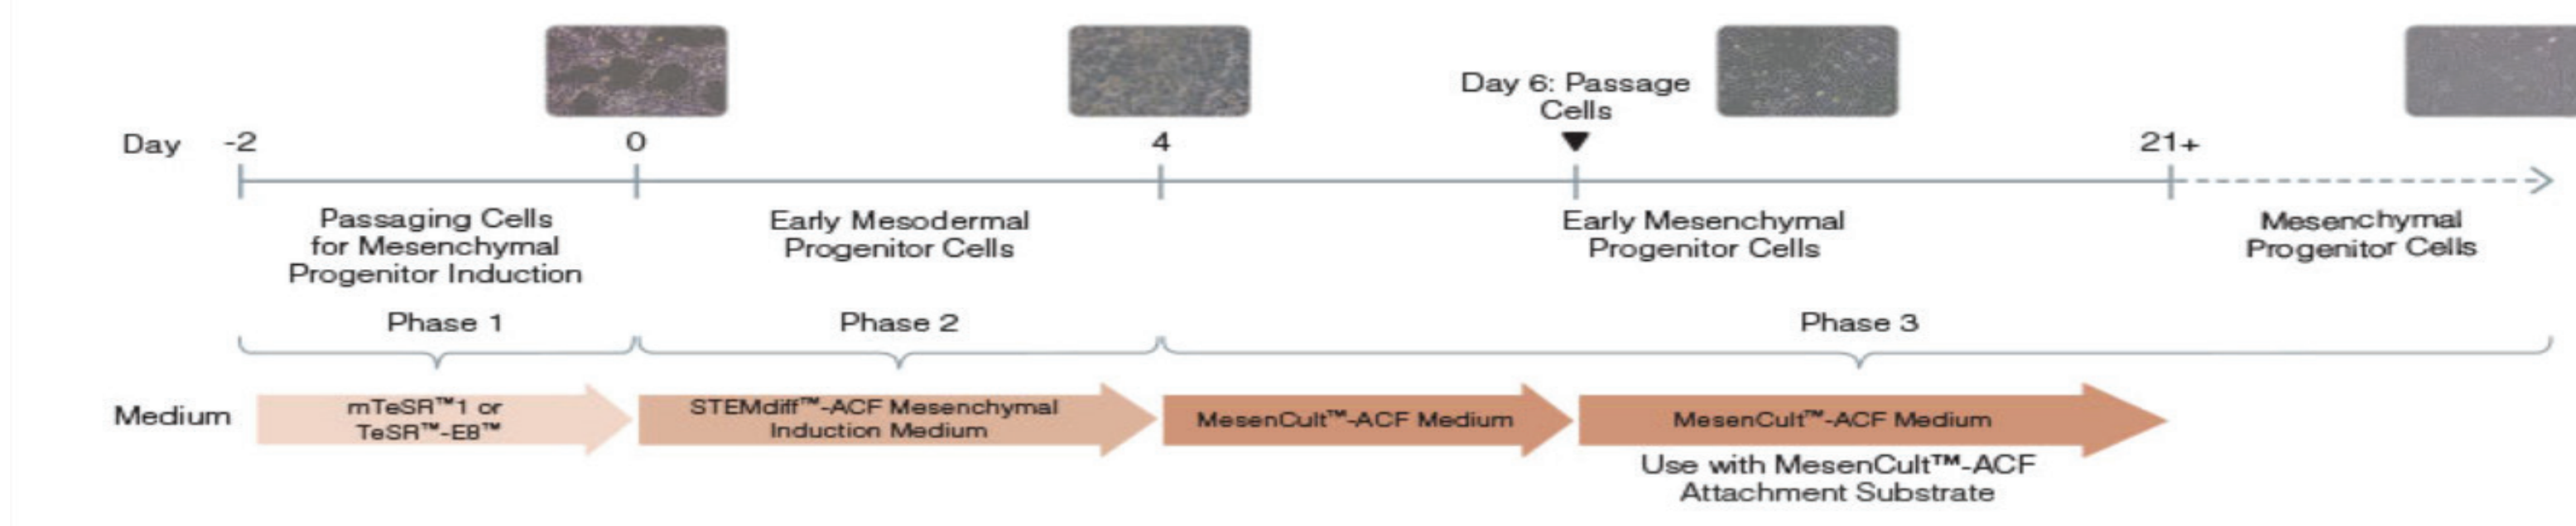 Day 6: Passage
Cells
Day -2 0 4 21+
Passaging Cells
for Mesenchymal
Progenitor Induction
Early Mesodermal
Progenitor Cells
Early Mesenchymal
Progenitor Cells
Mesenchymal
Progenitor Cells
Phase 1 Phase 2 Phase 3
Medium
mTeSR™1 or
TeSR™-E8™
STEMdiff™-ACF Mesenchymal
Induction Medium
MesenCult™-ACF Medium
MesenCult™-ACF Medium
Use with MesenCult™-ACF
Attachment Substrate